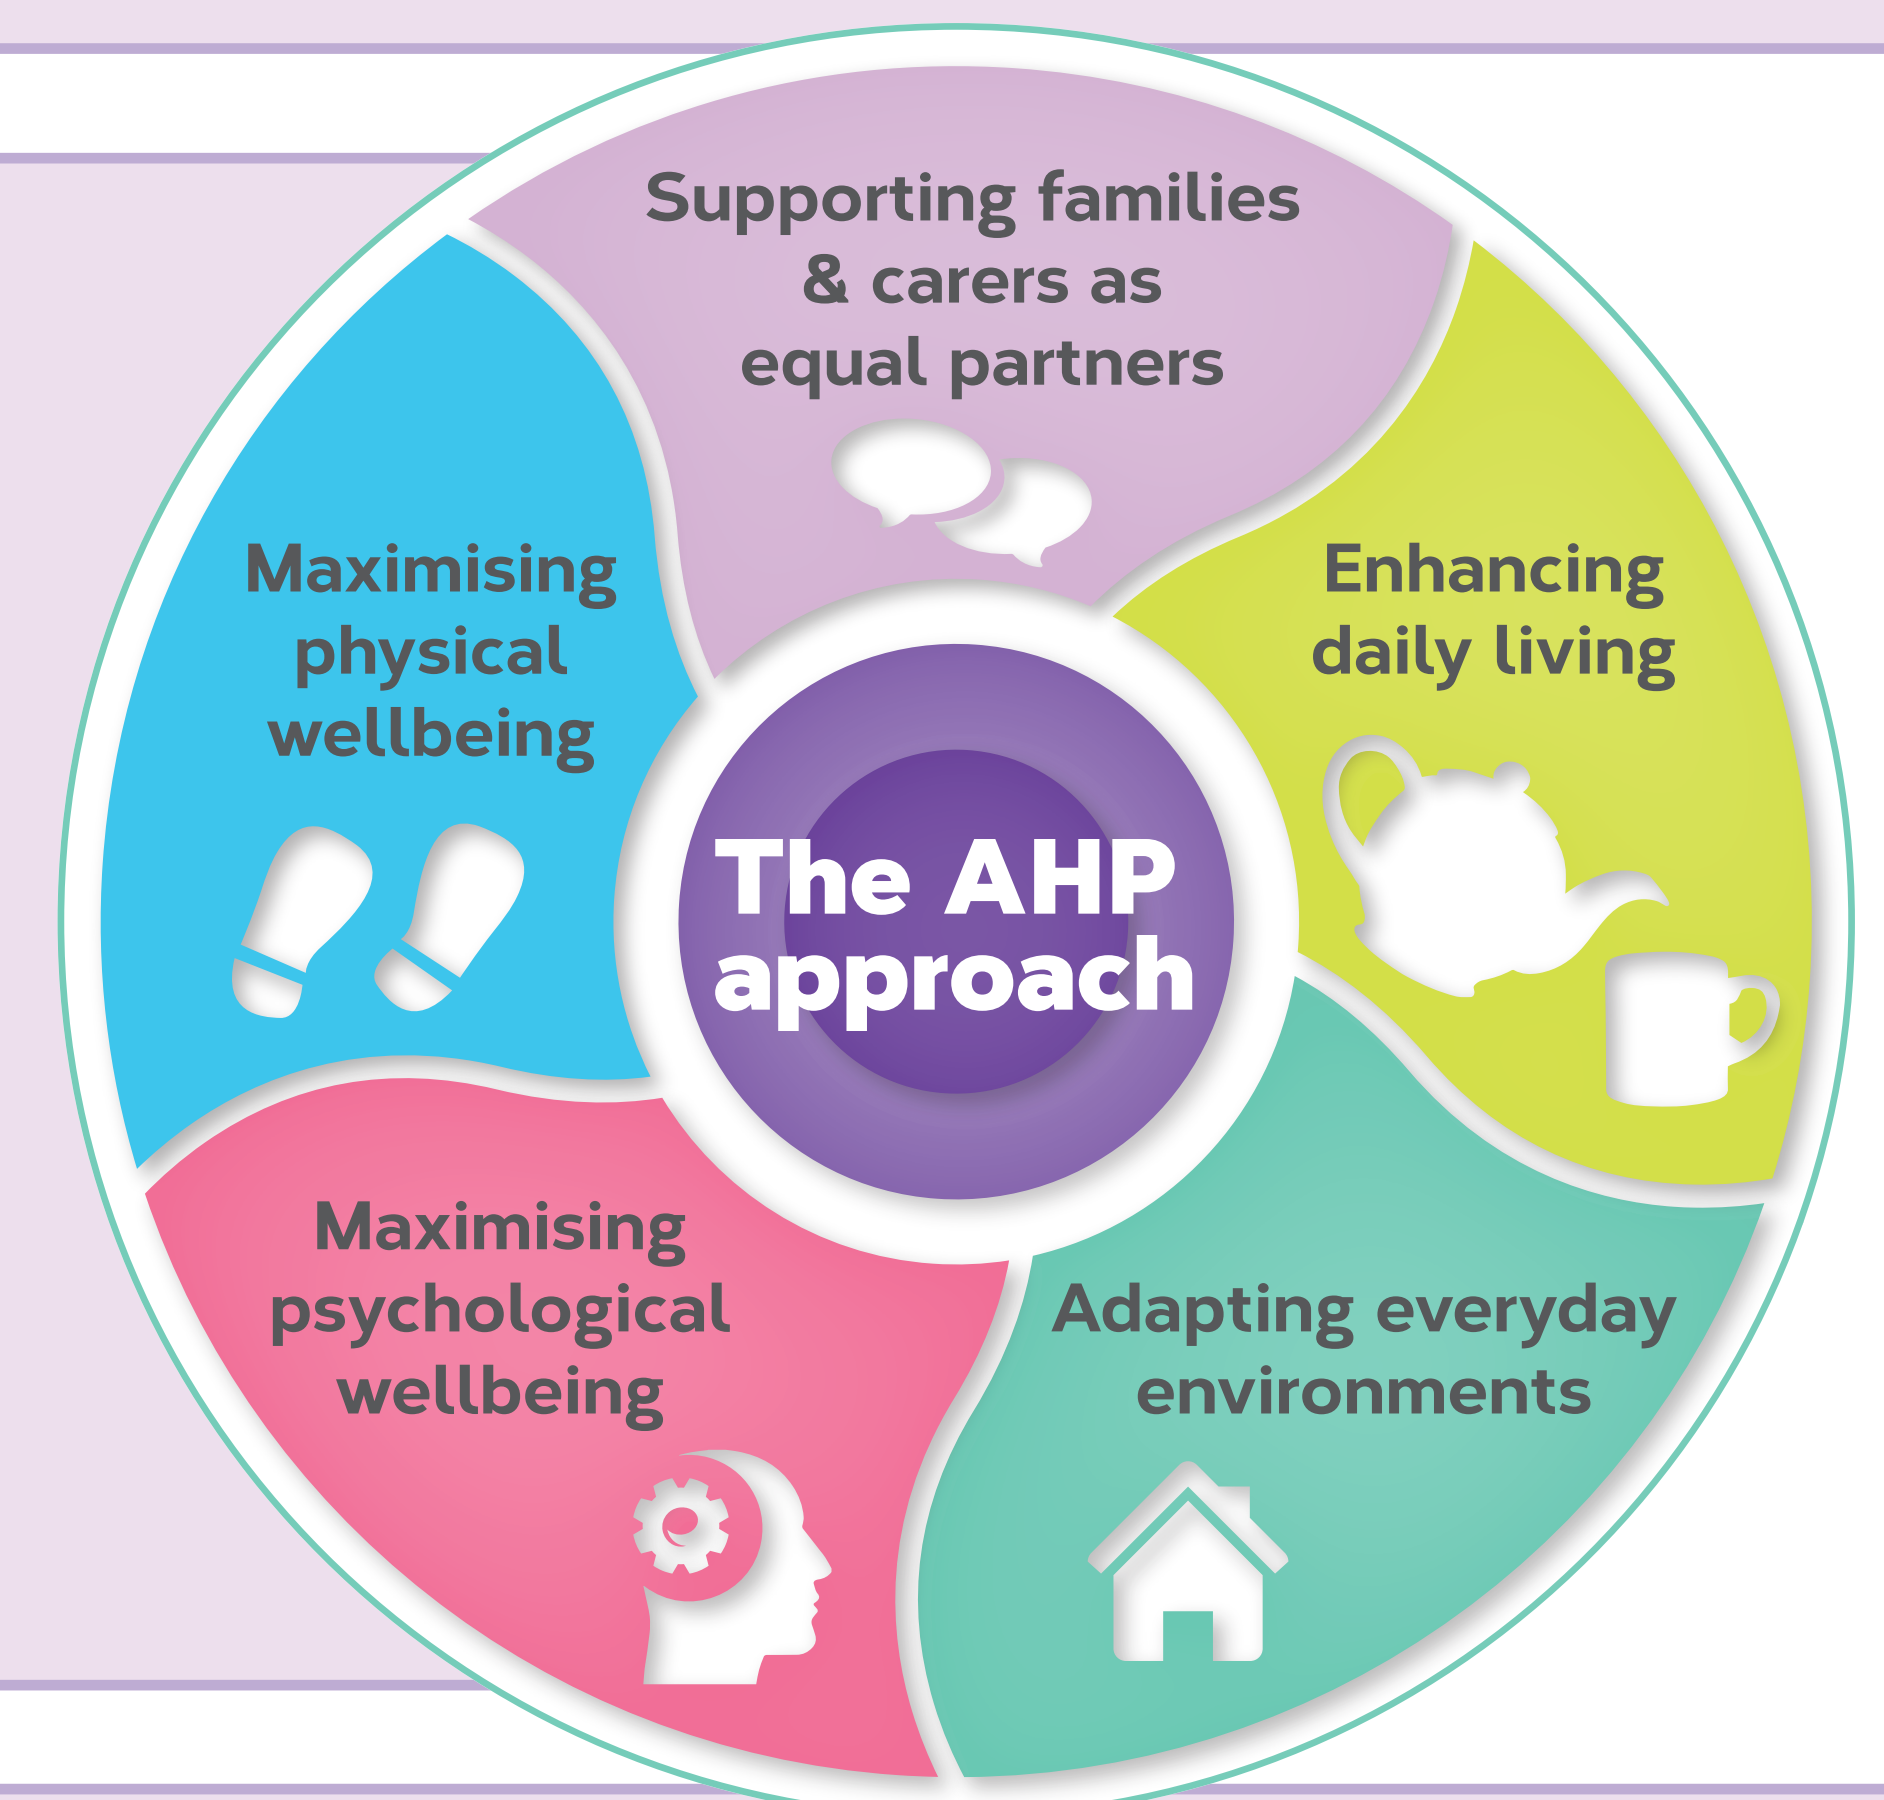 Supporting families
& carers as
equal partners
Enhancing
daily living
Adapting everyday
environments
Maximising
psychological
wellbeing
Maximising
physical
wellbeing
The AHP
approach